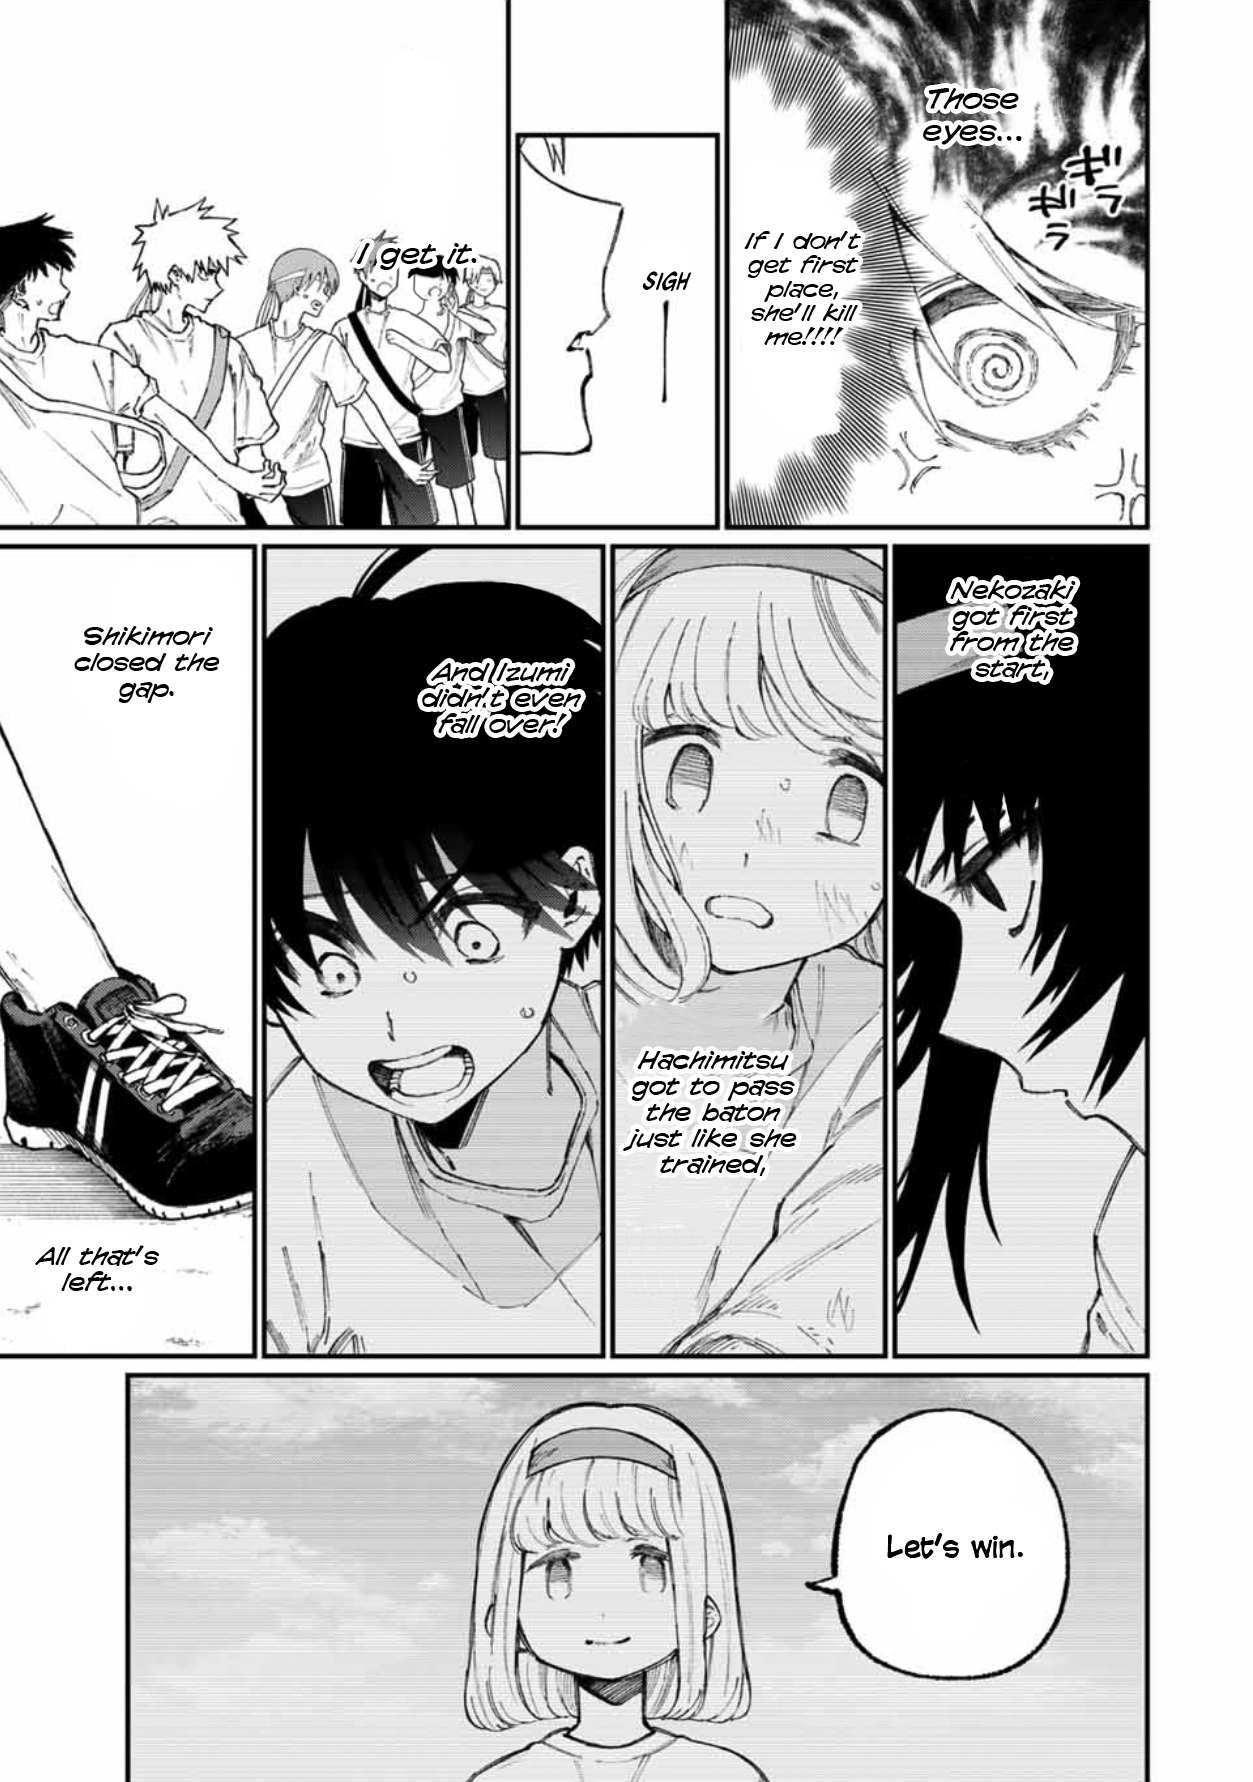 Those
eyes...
ギラ
ギラ
If I don't
get first
place,
she'll kill
me!!!!
SIGH
I get it.
Nekozaki
got first
from the
start,
Hachimitsu
got to pass
the baton
just like she
trained,
And Izumi
didn't even
fall over!
Shikimori
closed the
gap.
All that's
left...
Let's win.